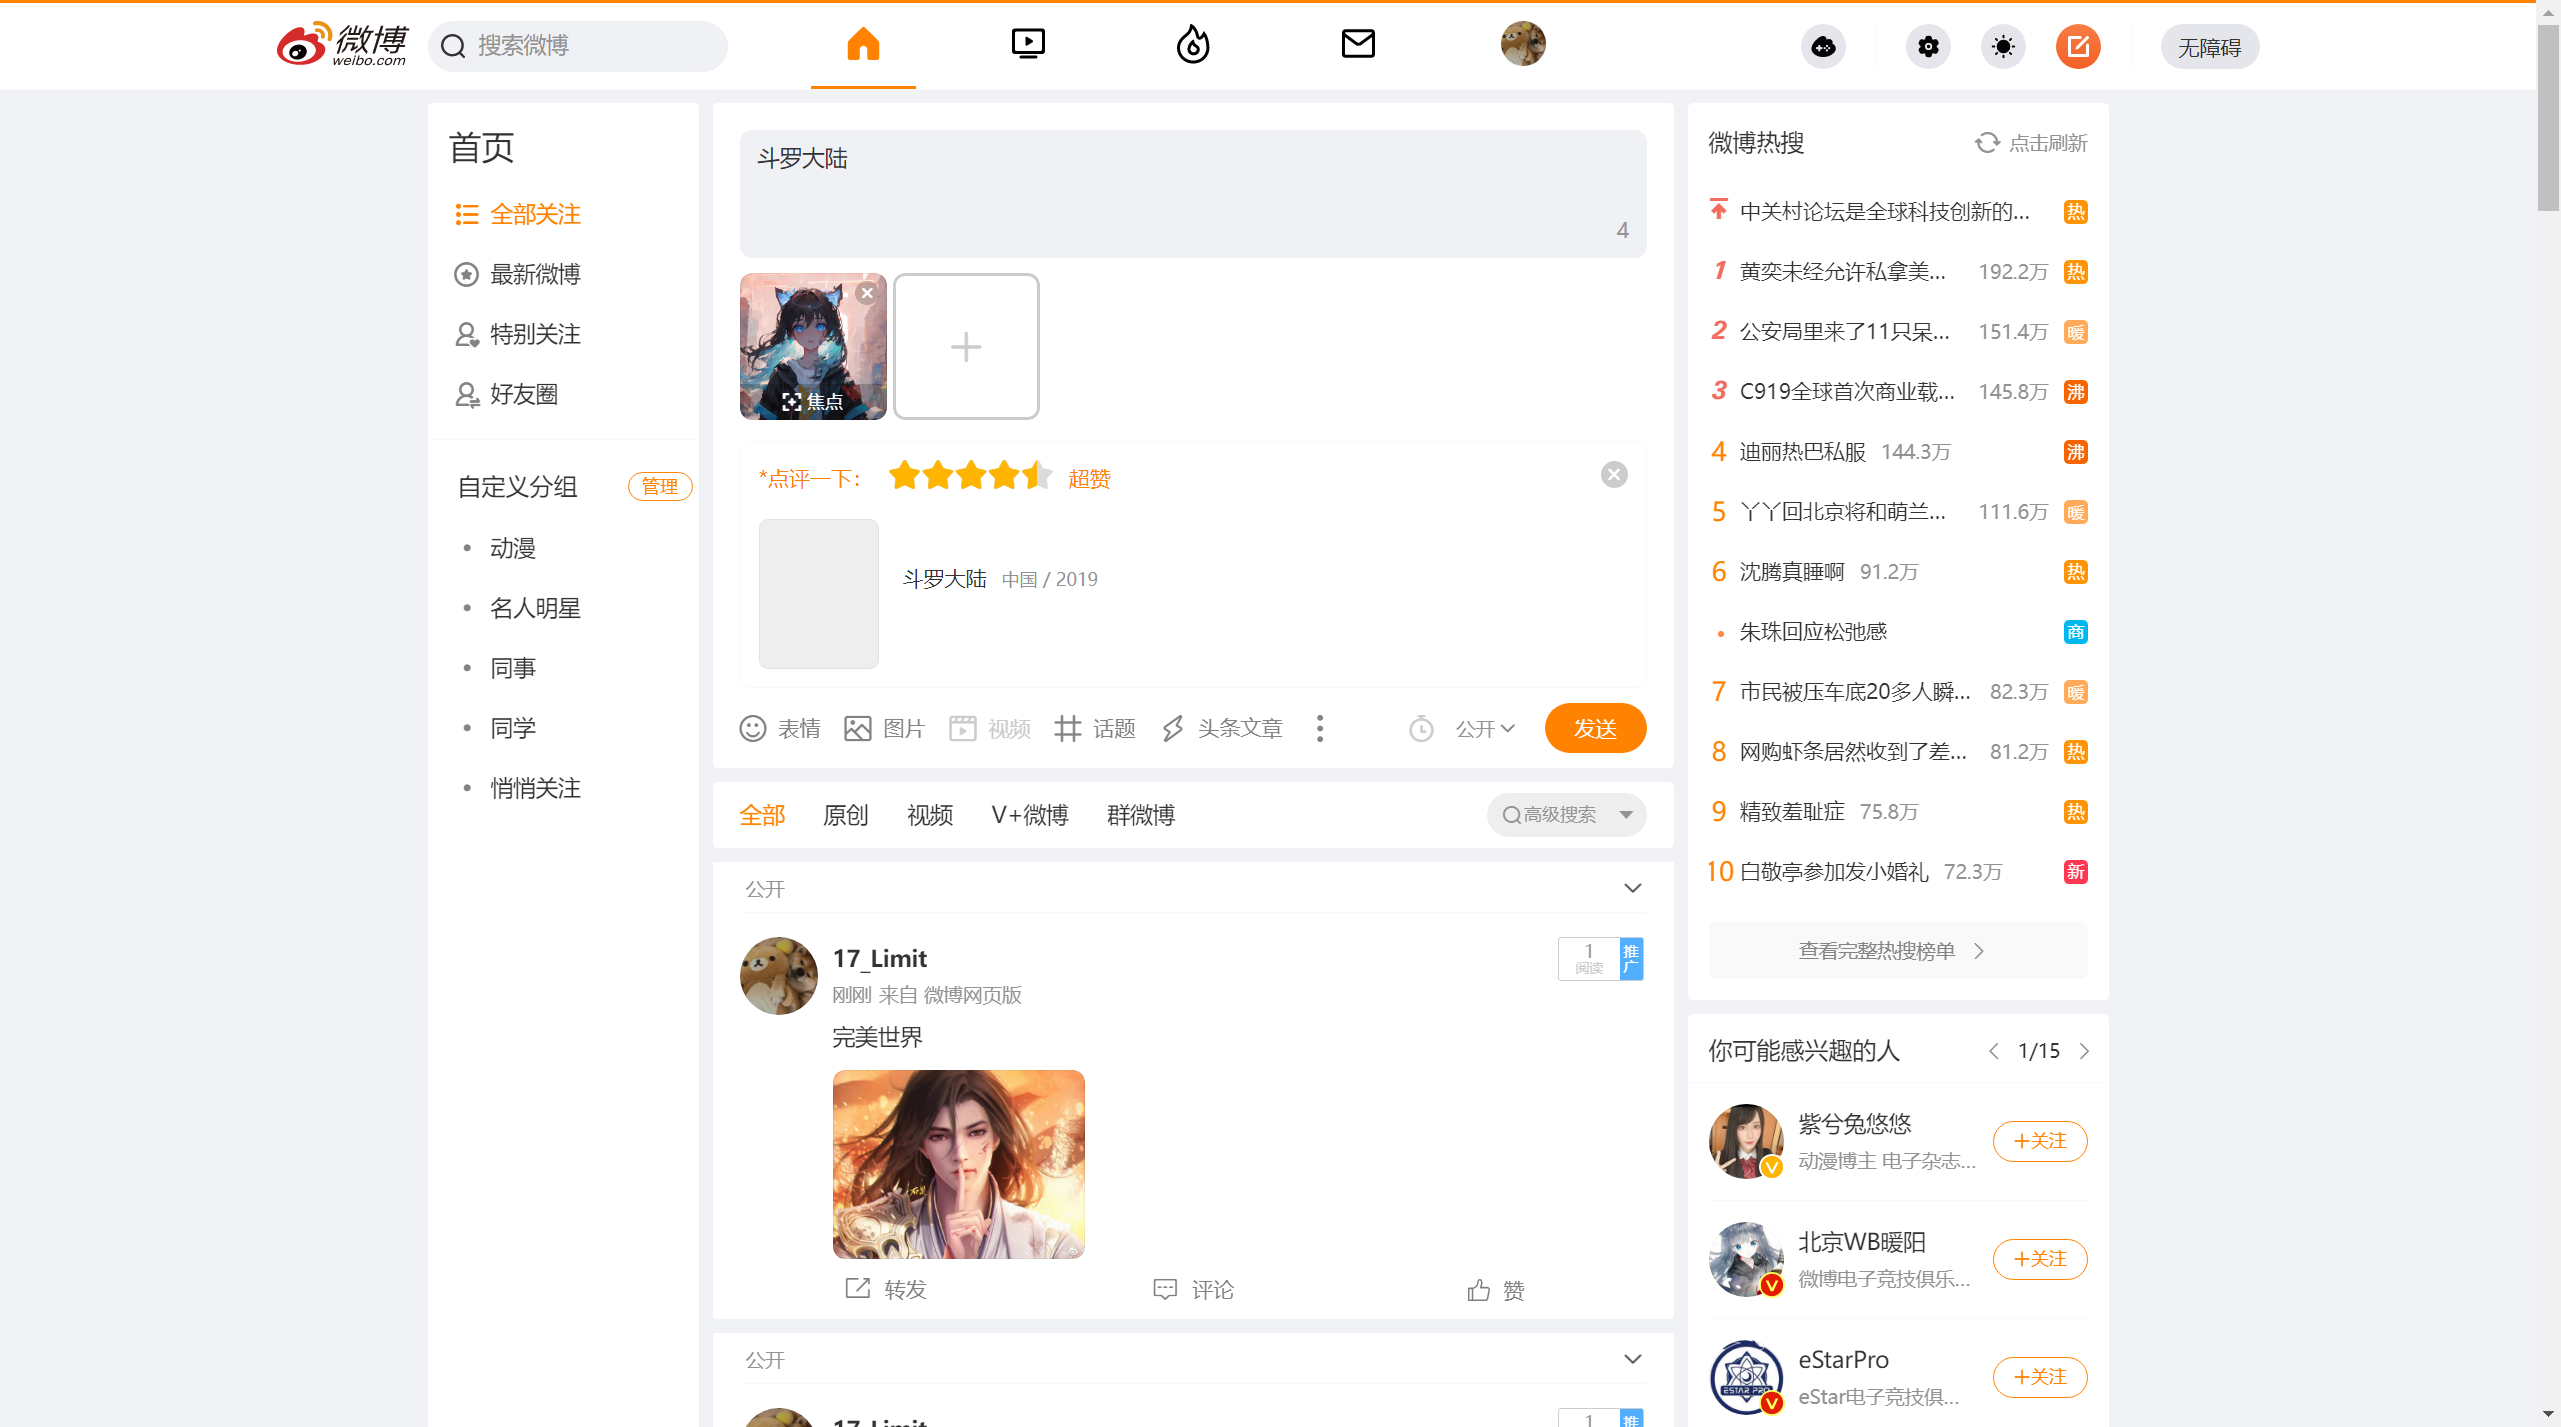 微博
weibo.com
搜索微博
无障碍
首页
全部关注
最新微博
特别关注
好友圈
自定义分组 管理
动漫
名人明星
同事
同学
悄悄关注
斗罗大陆
4
焦点
*点评一下： 超赞
斗罗大陆 中国 / 2019
表情 图片 视频 话题 头条文章 公开 发送
全部 原创 视频 V+微博 群微博 高级搜索
公开
17_Limit
1 阅读 推广
刚刚 来自 微博网页版
完美世界
转发 评论 赞
公开
17_Limit
1 推
微博热搜 点击刷新
中关村论坛是全球科技创新的... 热
1 黄奕未经允许私拿美... 192.2万 热
2 公安局里来了11只呆... 151.4万 暖
3 C919全球首次商业载... 145.8万 沸
4 迪丽热巴私服 144.3万 沸
5 丫丫回北京将和萌兰... 111.6万 暖
6 沈腾真睡啊 91.2万 热
朱珠回应松弛感 商
7 市民被压车底20多人瞬... 82.3万 暖
8 网购虾条居然收到了差... 81.2万 热
9 精致羞耻症 75.8万 热
10 白敬亭参加发小婚礼 72.3万 新
查看完整热搜榜单
你可能感兴趣的人 1/15
紫兮兔悠悠
动漫博主 电子杂志...
+关注
北京WB暖阳
微博电子竞技俱乐...
+关注
eStarPro
eStar电子竞技俱...
+关注
ESTAR PRO